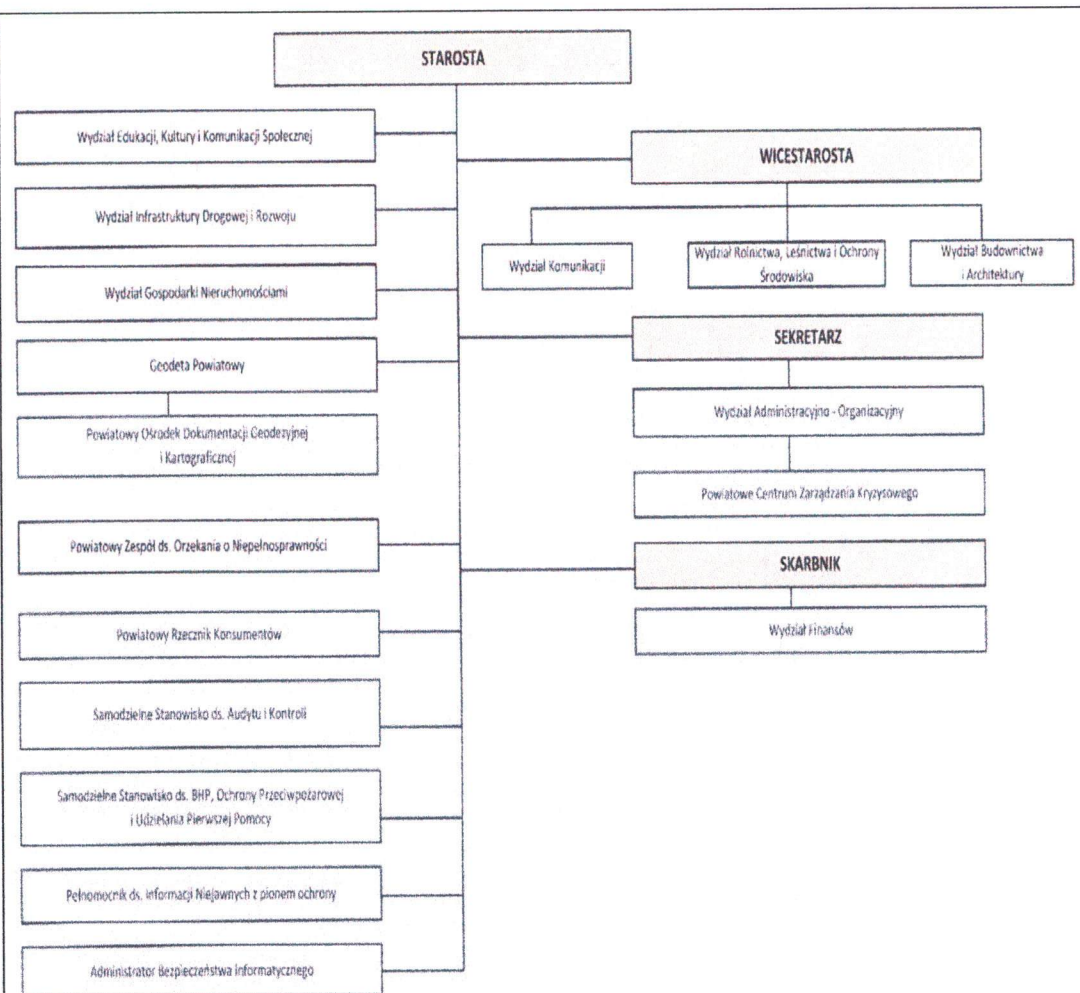 STAROSTA
Wydział Edukacji, Kultury i Komunikacji Społecznej
Wydział Infrastruktury Drogowej i Rozwoju
Wydział Gospodarki Nieruchomościami
Geodeta Powiatowy
Powiatowy Ośrodek Dokumentacji Geodezyjnej
i Kartograficznej
Powiatowy Zespół ds. Orzekania o Niepełnosprawności
Powiatowy Rzecznik Konsumentów
Samodzielne Stanowisko ds. Audytu i Kontroli
Samodzielne Stanowisko ds. BHP, Ochrony Przeciwpożarowej
i Udzielania Pierwszej Pomocy
Pełnomocnik ds. Informacji Niejawnych z pionem ochrony
Administrator Bezpieczeństwa Informatycznego
WICESTAROSTA
Wydział Komunikacji
Wydział Rolnictwa, Leśnictwa i Ochrony
Środowiska
Wydział Budownictwa
i Architektury
SEKRETARZ
Wydział Administracyjno - Organizacyjny
Powiatowe Centrum Zarządzania Kryzysowego
SKARBNIK
Wydział Finansów